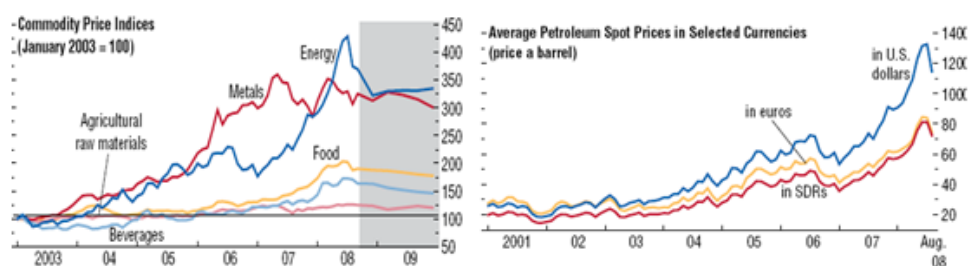 Commodity Price Indices
(January 2003 = 100)
Energy
Metals
Agricultural
raw materials
Food
Beverages
450
400
350
300
250
200
150
100
50
2003 04 05 06 07 08 09
Average Petroleum Spot Prices in Selected Currencies
(price a barrel)
in U.S.
dollars
in euros
in SDRs
120
100
80
60
40
20
2001 02 03 04 05 06 07 Aug.
08